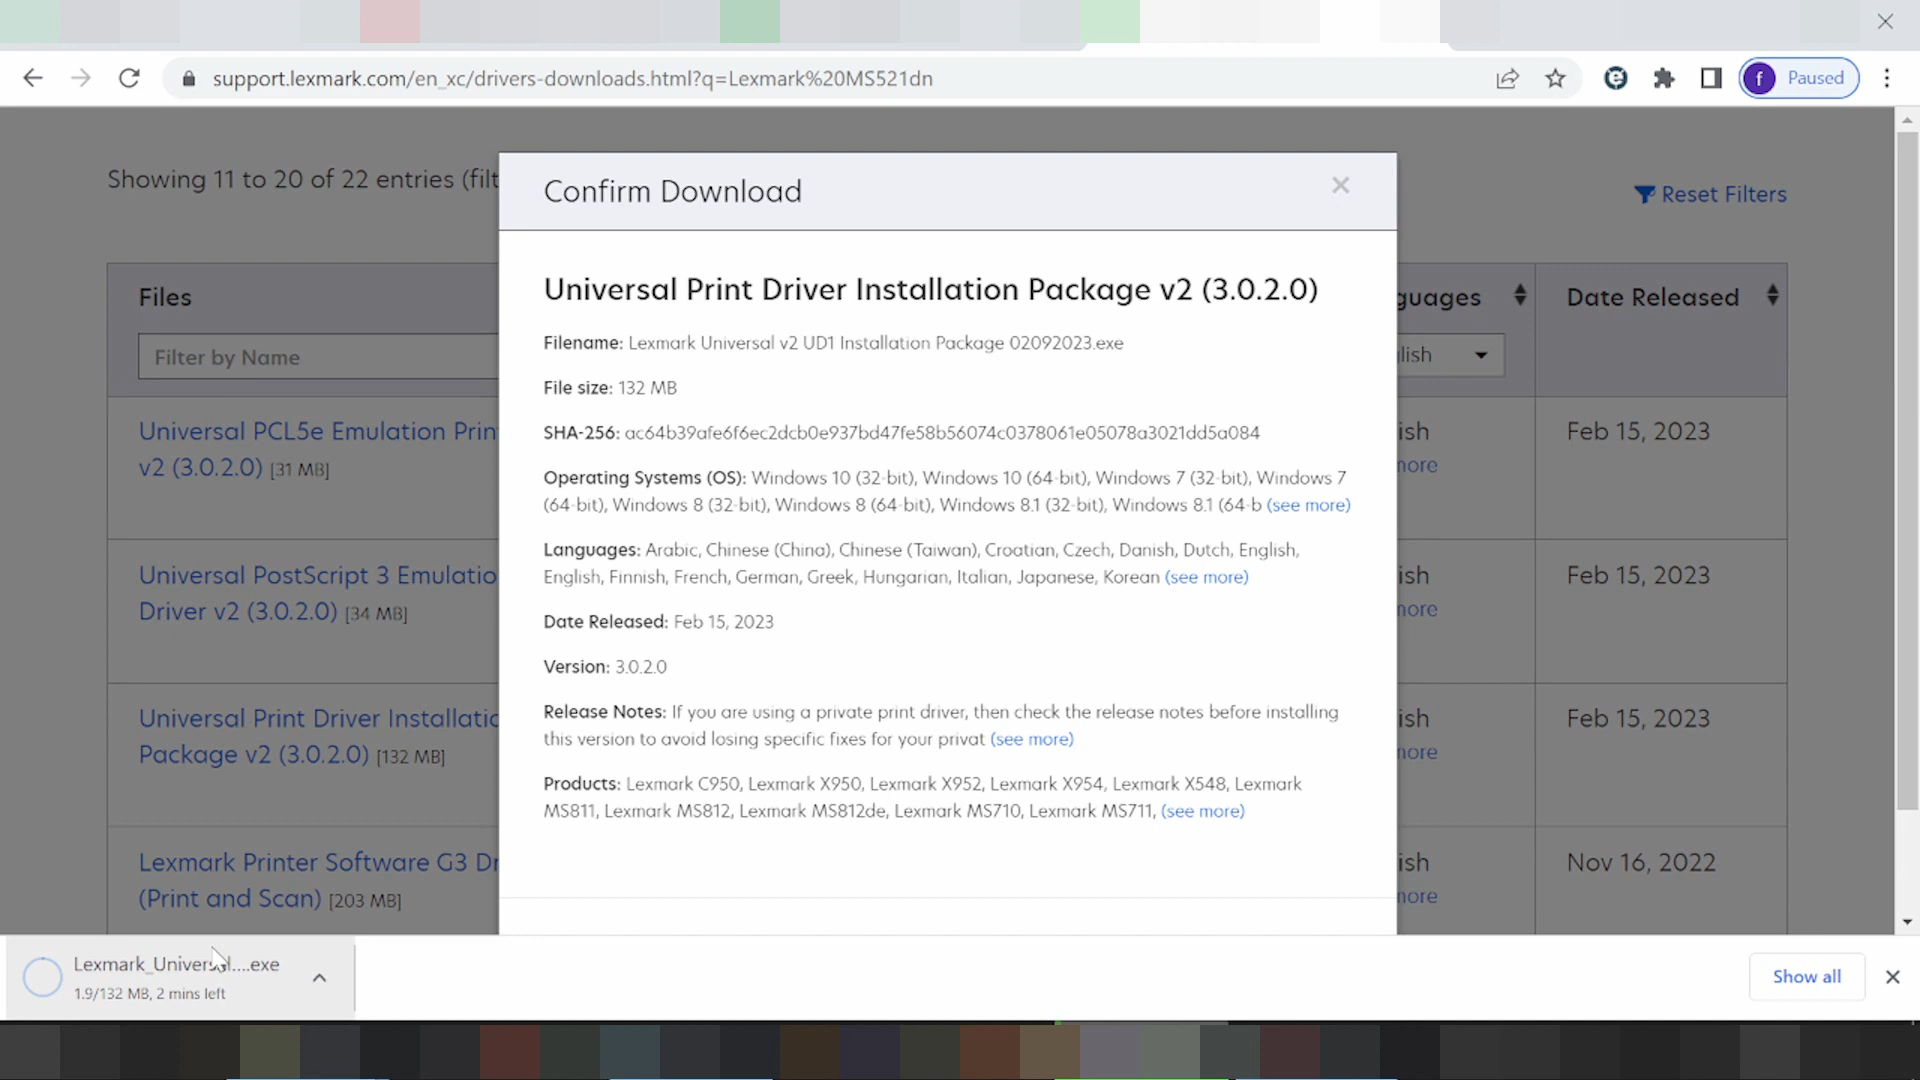 support.lexmark.com/en_xc/drivers-downloads.html?q=Lexmark%20MS521dn
f Paused
Showing 11 to 20 of 22 entries (filt
Reset Filters
Confirm Download
Universal Print Driver Installation Package v2 (3.0.2.0)
Filename: Lexmark Universal v2 UD1 Installation Package 02092023.exe
File size: 132 MB
SHA-256: ac64b39afe6f6ec2dcb0e937bd47fe58b56074c0378061e05078a3021dd5a084
Operating Systems (OS): Windows 10 (32-bit), Windows 10 (64-bit), Windows 7 (32-bit), Windows 7
(64-bit), Windows 8 (32-bit), Windows 8 (64-bit), Windows 8.1 (32-bit), Windows 8.1 (64-b (see more)
Languages: Arabic, Chinese (China), Chinese (Taiwan), Croatian, Czech, Danish, Dutch, English,
English, Finnish, French, German, Greek, Hungarian, Italian, Japanese, Korean (see more)
Date Released: Feb 15, 2023
Version: 3.0.2.0
Release Notes: If you are using a private print driver, then check the release notes before installing
this version to avoid losing specific fixes for your privat (see more)
Products: Lexmark C950, Lexmark X950, Lexmark X952, Lexmark X954, Lexmark X548, Lexmark
MS811, Lexmark MS812, Lexmark MS812de, Lexmark MS710, Lexmark MS711, (see more)
Files
guages
Date Released
Filter by Name
lish
Universal PCL5e Emulation Prin
v2 (3.0.2.0) [31 MB]
ish
more
Feb 15, 2023
Universal PostScript 3 Emulatio
Driver v2 (3.0.2.0) [34 MB]
ish
more
Feb 15, 2023
Universal Print Driver Installatio
Package v2 (3.0.2.0) [132 MB]
ish
more
Feb 15, 2023
Lexmark Printer Software G3 Dr
(Print and Scan) [203 MB]
ish
more
Nov 16, 2022
Lexmark_Universal....exe
1.9/132 MB, 2 mins left
Show all